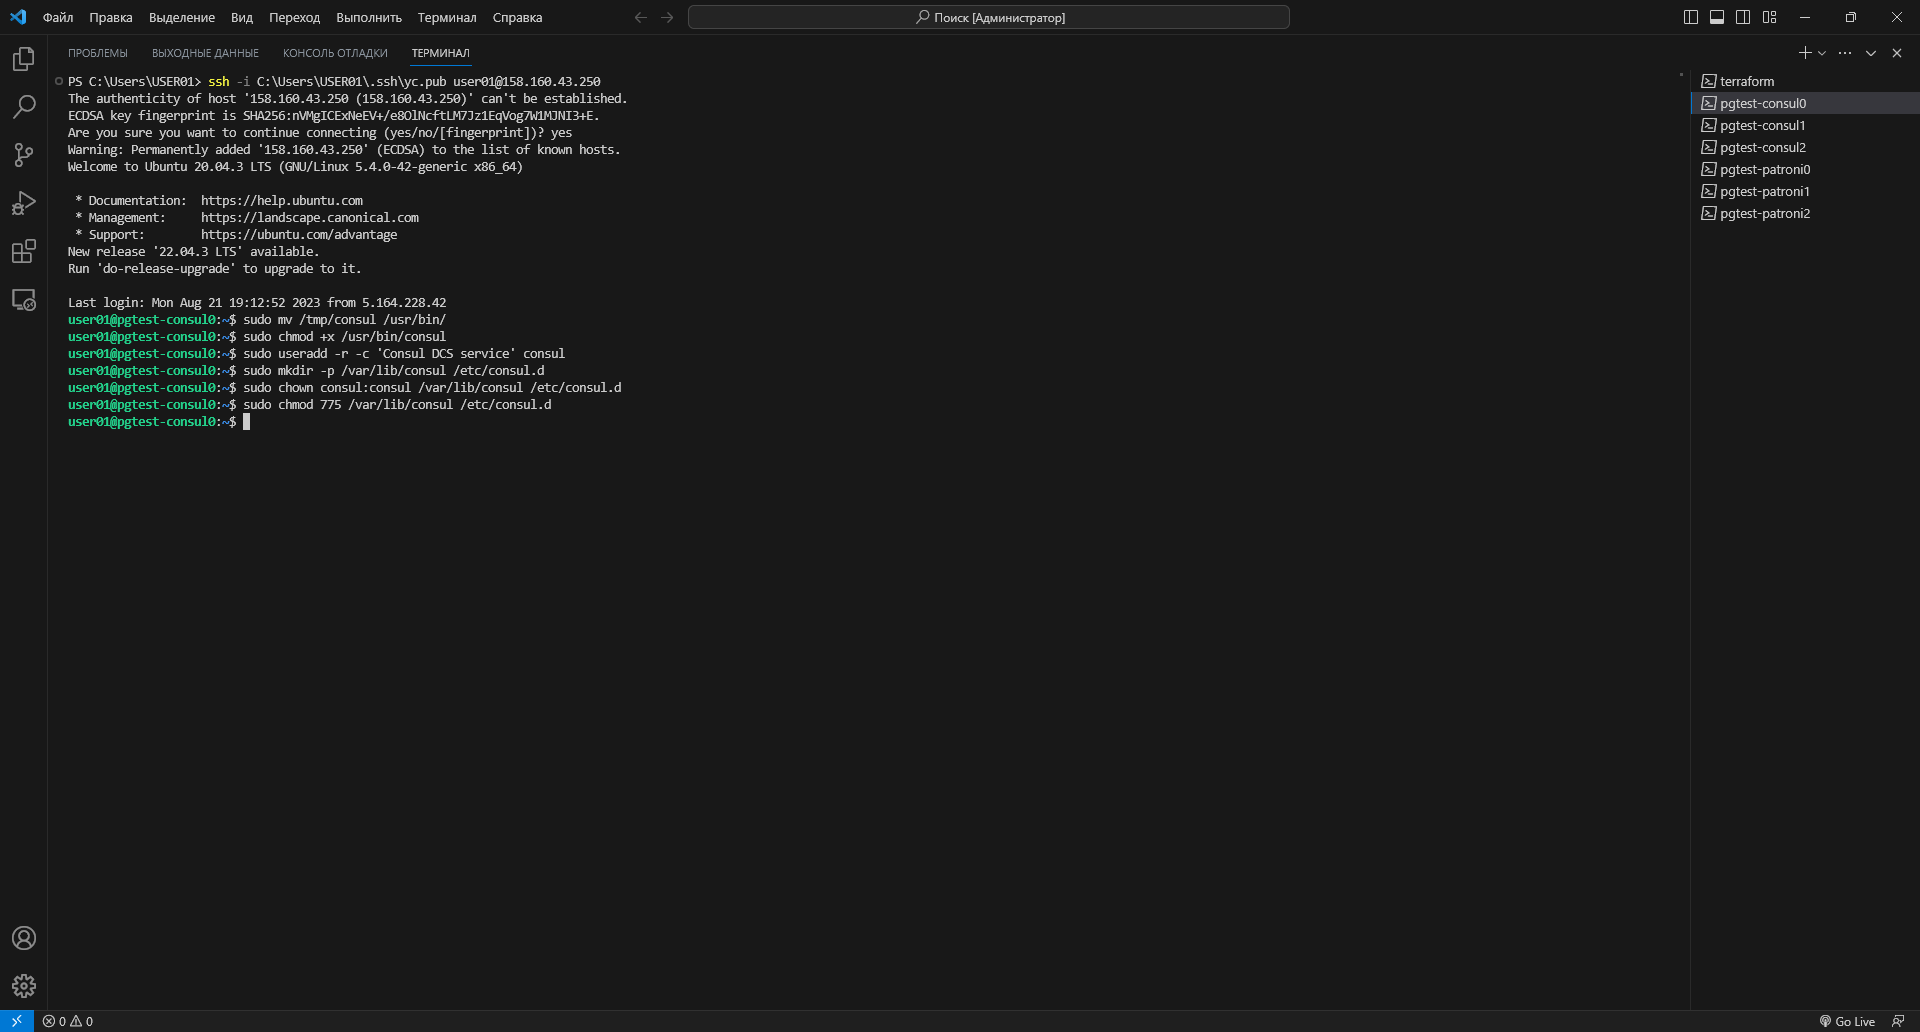 Файл Правка Выделение Вид Переход Выполнить Терминал Справка
Поиск [Администратор]
ПРОБЛЕМЫ ВЫХОДНЫЕ ДАННЫЕ КОНСОЛЬ ОТЛАДКИ ТЕРМИНАЛ
PS C:\Users\USER01> ssh -i C:\Users\USER01\.ssh\yc.pub user01@158.160.43.250
The authenticity of host '158.160.43.250 (158.160.43.250)' can't be established.
ECDSA key fingerprint is SHA256:nVMgICExNeEV+/e8OlNcftLM7Jz1EqVog7W1MJNI3+E.
Are you sure you want to continue connecting (yes/no/[fingerprint])? yes
Warning: Permanently added '158.160.43.250' (ECDSA) to the list of known hosts.
Welcome to Ubuntu 20.04.3 LTS (GNU/Linux 5.4.0-42-generic x86_64)
* Documentation: https://help.ubuntu.com
* Management: https://landscape.canonical.com
* Support: https://ubuntu.com/advantage
New release '22.04.3 LTS' available.
Run 'do-release-upgrade' to upgrade to it.
Last login: Mon Aug 21 19:12:52 2023 from 5.164.228.42
user01@pgtest-consul0:~$ sudo mv /tmp/consul /usr/bin/
user01@pgtest-consul0:~$ sudo chmod +x /usr/bin/consul
user01@pgtest-consul0:~$ sudo useradd -r -c 'Consul DCS service' consul
user01@pgtest-consul0:~$ sudo mkdir -p /var/lib/consul /etc/consul.d
user01@pgtest-consul0:~$ sudo chown consul:consul /var/lib/consul /etc/consul.d
user01@pgtest-consul0:~$ sudo chmod 775 /var/lib/consul /etc/consul.d
user01@pgtest-consul0:~$
terraform
pgtest-consul0
pgtest-consul1
pgtest-consul2
pgtest-patroni0
pgtest-patroni1
pgtest-patroni2
0 0
Go Live